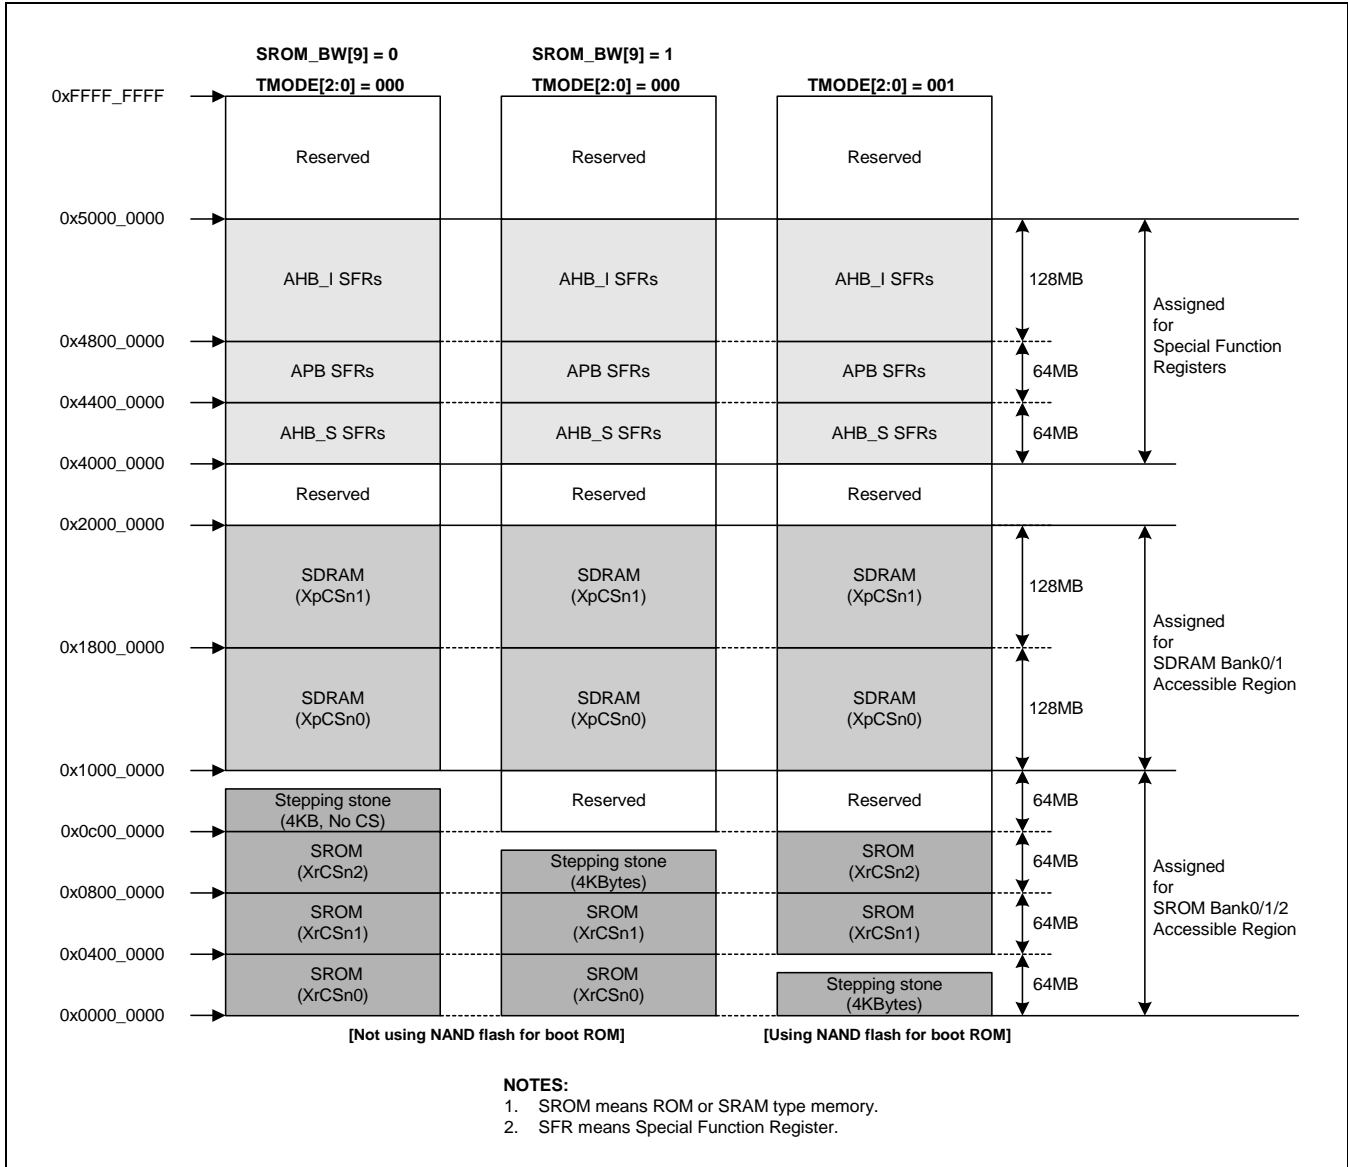 SROM_BW[9] = 0 SROM_BW[9] = 1
TMODE[2:0] = 000 TMODE[2:0] = 000 TMODE[2:0] = 001
0xFFFF_FFFF
Reserved Reserved Reserved
0x5000_0000
AHB_I SFRs AHB_I SFRs AHB_I SFRs 128MB
Assigned
for
Special Function
Registers
0x4800_0000
APB SFRs APB SFRs APB SFRs 64MB
0x4400_0000
AHB_S SFRs AHB_S SFRs AHB_S SFRs 64MB
0x4000_0000
Reserved Reserved Reserved
0x2000_0000
SDRAM SDRAM SDRAM
(XpCSn1) (XpCSn1) (XpCSn1)
128MB
Assigned
for
SDRAM Bank0/1
Accessible Region
0x1800_0000
SDRAM SDRAM SDRAM
(XpCSn0) (XpCSn0) (XpCSn0)
128MB
0x1000_0000
Stepping stone
(4KB, No CS)
Reserved Reserved 64MB
0x0c00_0000
SROM
(XrCSn2)
Stepping stone
(4KBytes)
SROM
(XrCSn2)
64MB
Assigned
for
SROM Bank0/1/2
Accessible Region
0x0800_0000
SROM SROM SROM
(XrCSn1) (XrCSn1) (XrCSn1)
64MB
0x0400_0000
SROM SROM
(XrCSn0) (XrCSn0)
Stepping stone
(4KBytes)
64MB
0x0000_0000
[Not using NAND flash for boot ROM] [Using NAND flash for boot ROM]
NOTES:
1. SROM means ROM or SRAM type memory.
2. SFR means Special Function Register.